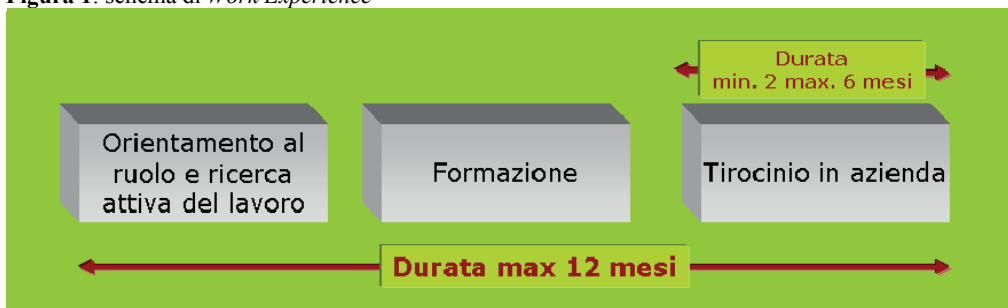 Figura 1: schema di Work Experience
Durata
min. 2 max. 6 mesi
Orientamento al
ruolo e ricerca
attiva del lavoro
Formazione
Tirocinio in azienda
Durata max 12 mesi